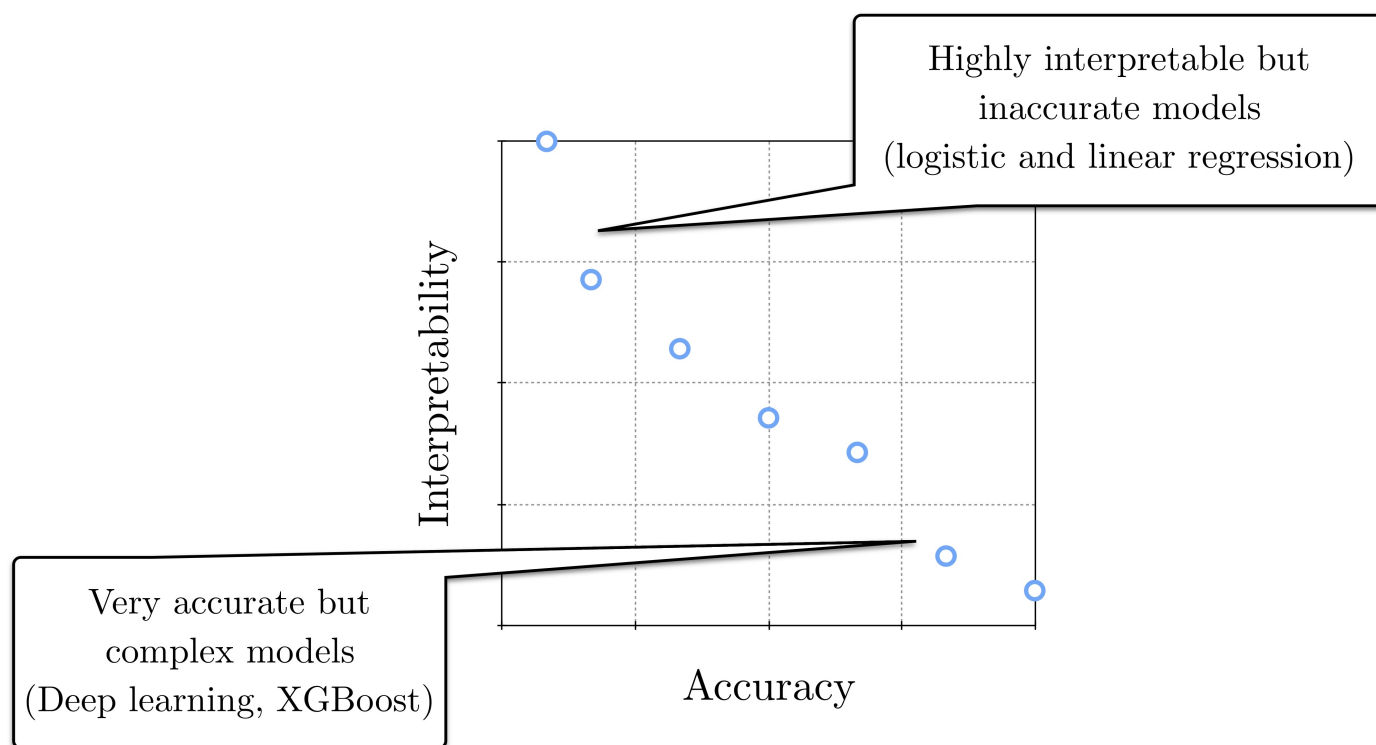 Highly interpretable but
inaccurate models
(logistic and linear regression)
Interpretability
Very accurate but
complex models
(Deep learning, XGBoost)
Accuracy